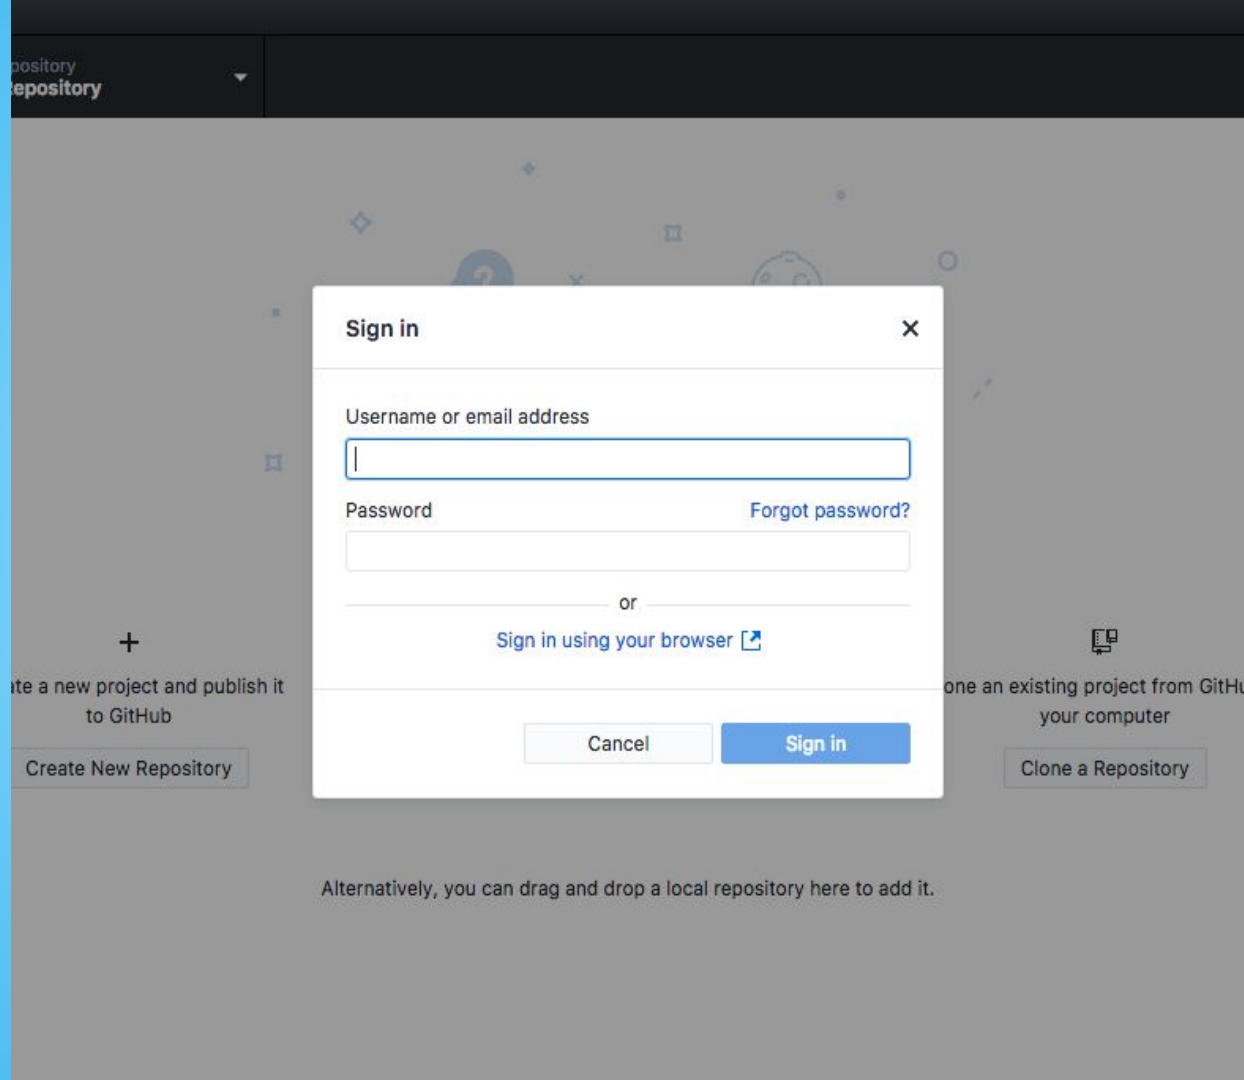 pository
epository
?
Sign in
Username or email address
Password
Forgot password?
or
Sign in using your browser
ate a new project and publish it
to GitHub
Create New Repository
one an existing project from GitHu
your computer
Clone a Repository
Cancel
Sign in
Alternatively, you can drag and drop a local repository here to add it.